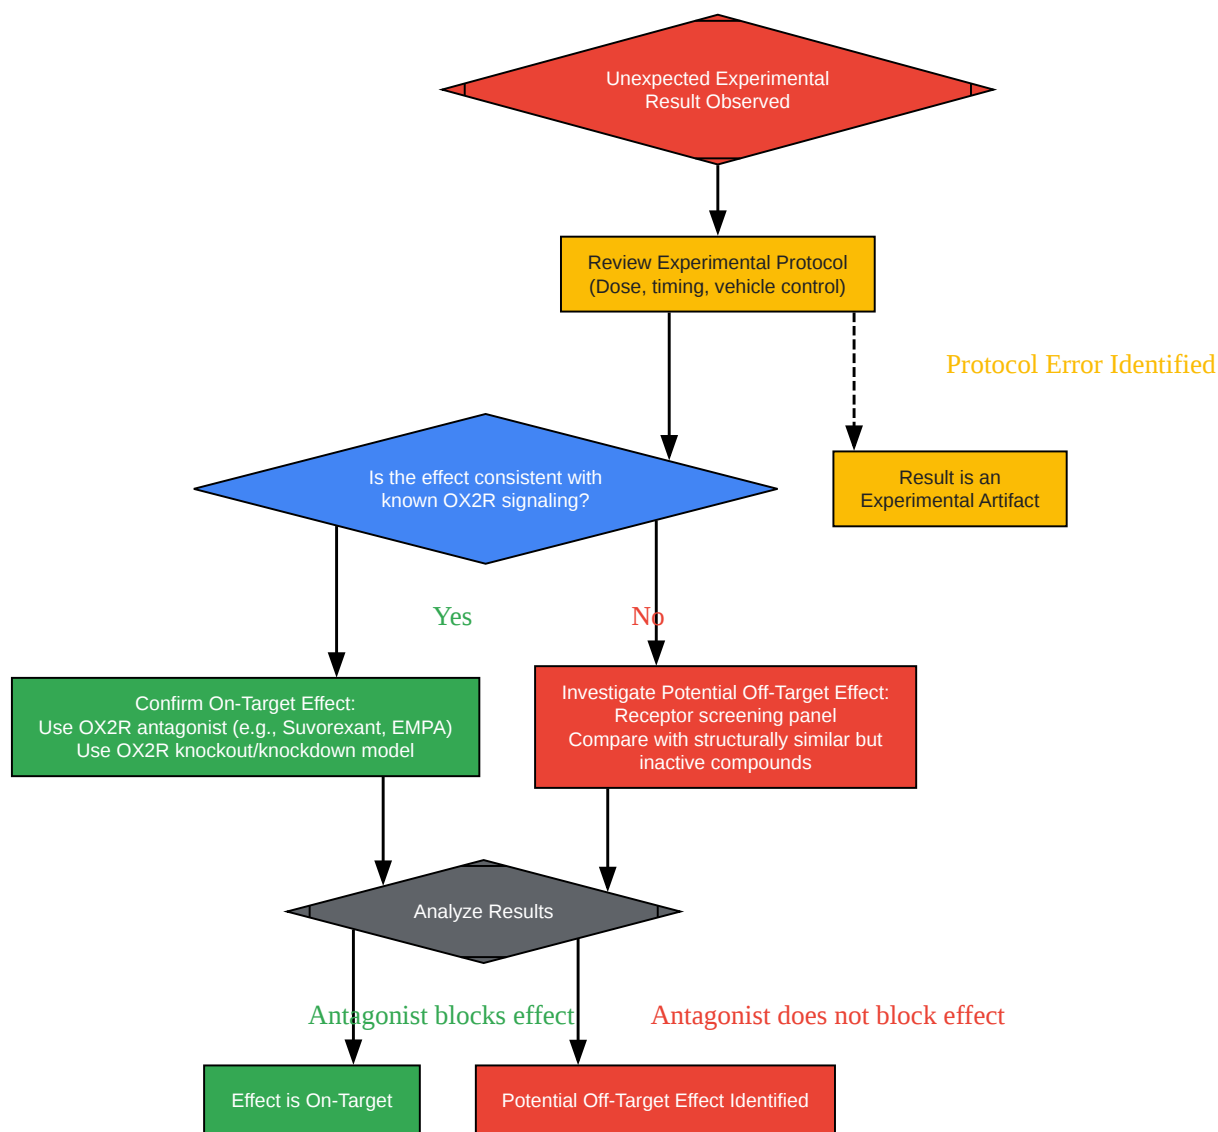 Unexpected Experimental
Result Observed
Review Experimental Protocol
(Dose, timing, vehicle control)
Protocol Error Identified
Is the effect consistent with
known OX2R signaling?
Result is an
Experimental Artifact
Yes
No
Confirm On-Target Effect:
Use OX2R antagonist (e.g., Suvorexant, EMPA)
Use OX2R knockout/knockdown model
Investigate Potential Off-Target Effect:
Receptor screening panel
Compare with structurally similar but
inactive compounds
Analyze Results
Antagonist blocks effect
Antagonist does not block effect
Effect is On-Target
Potential Off-Target Effect Identified